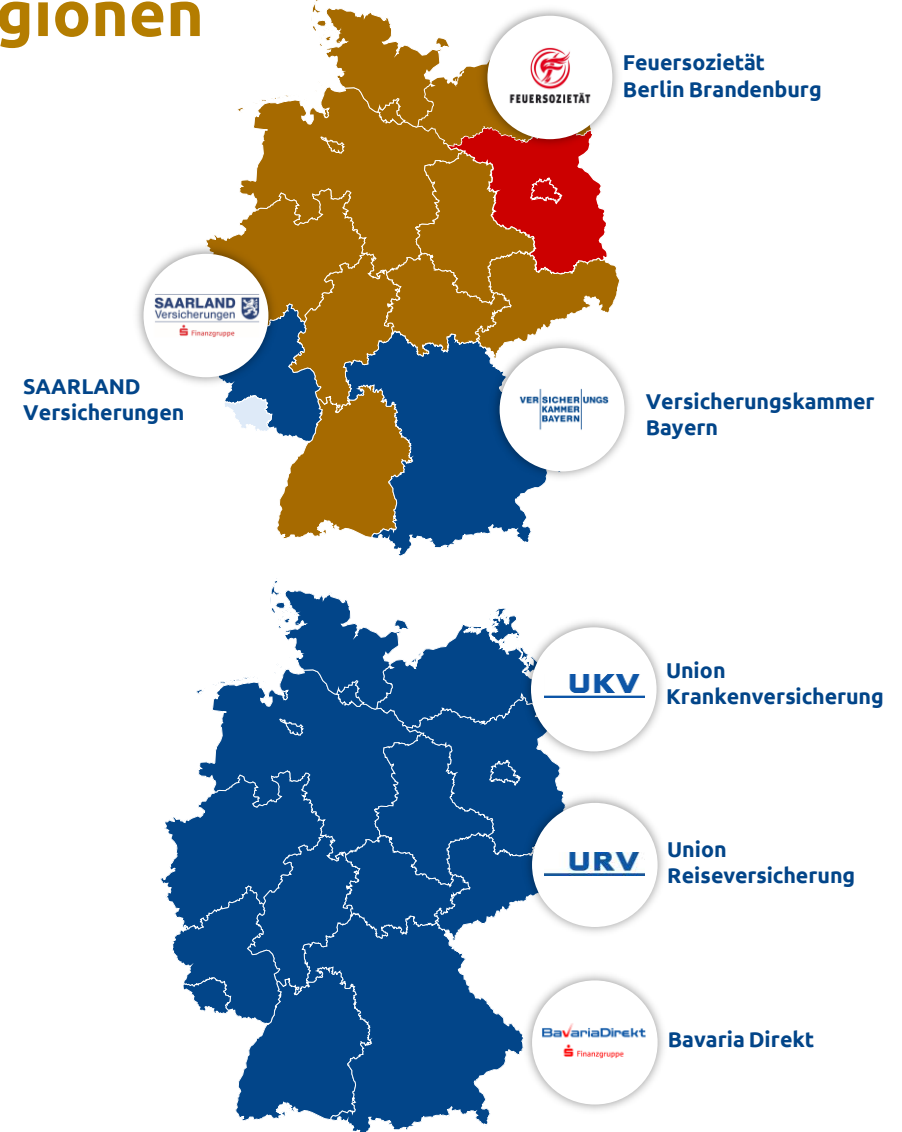 gionen
FEUERSOZIETÄT
Feuersozietät
Berlin Brandenburg
SAARLAND
Versicherungen
Finanzgruppe
SAARLAND
Versicherungen
VER SICHER UNGS
KAMMER
BAYERN
Versicherungskammer
Bayern
UKV
Union
Krankenversicherung
URV
Union
Reiseversicherung
BavariaDirekt
Finanzgruppe
Bavaria Direkt